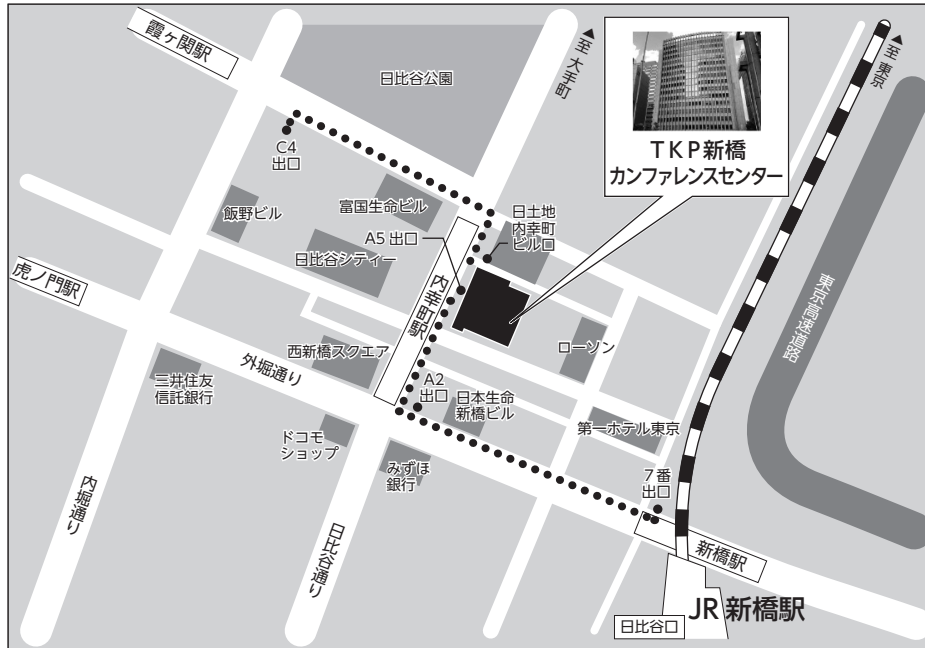 霞ヶ関駅
日比谷公園
▲至 大手町
TKP新橋
カンファレンスセンター
▲至 東京
C4
出口
飯野ビル
富国生命ビル
A5 出口
日土地
内幸町
ビル口
日比谷シティー
虎ノ門駅
内幸町駅
東京高速道路
西新橋スクエア
ローソン
外堀通り
三井住友
信託銀行
A2
出口
日本生命
新橋ビル
第一ホテル東京
ドコモ
ショップ
みずほ
銀行
7番
出口
内堀通り
日比谷通り
新橋駅
JR新橋駅
日比谷口